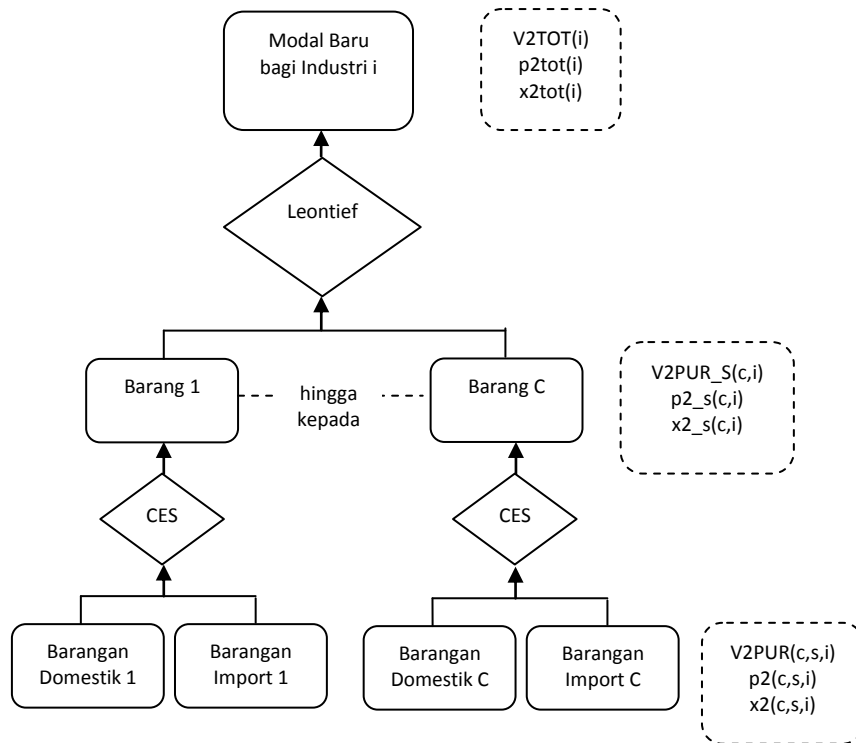 Modal Baru
bagi Industri i
V2TOT(i)
p2tot(i)
x2tot(i)
Leontief
Barang 1
hingga
kepada
Barang C
V2PUR_S(c,i)
p2_s(c,i)
x2_s(c,i)
CES
CES
Barangan
Domestik 1
Barangan
Import 1
Barangan
Domestik C
Barangan
Import C
V2PUR(c,s,i)
p2(c,s,i)
x2(c,s,i)